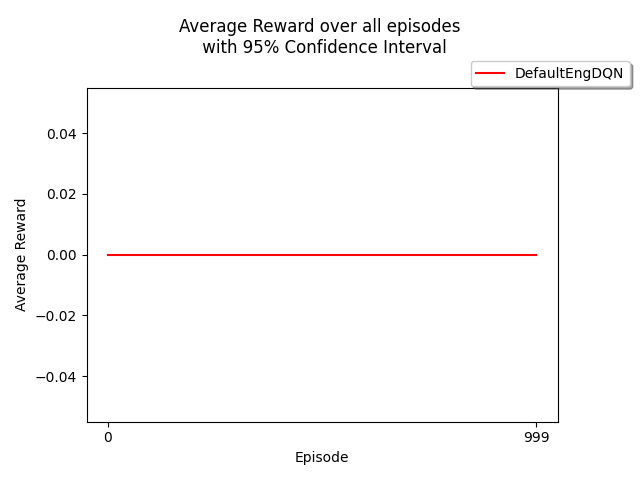 Average Reward over all episodes
with 95% Confidence Interval
DefaultEngDQN
0.04
0.02
0.00
−0.02
−0.04
Average Reward
0
999
Episode